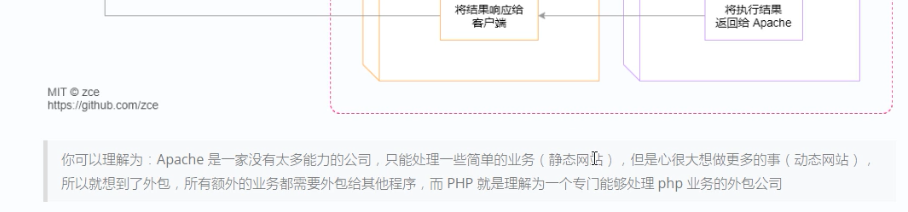 将结果响应给
客户端
将执行结果
返回给 Apache
MIT © zce
https://github.com/zce
你可以理解为：Apache 是一家没有太多能力的公司，只能处理一些简单的业务（静态网站），但是心很大想做更多的事（动态网站），
所以就想到了外包，所有额外的业务都需要外包给其他程序，而 PHP 就是理解为一个专门能够处理 php 业务的外包公司